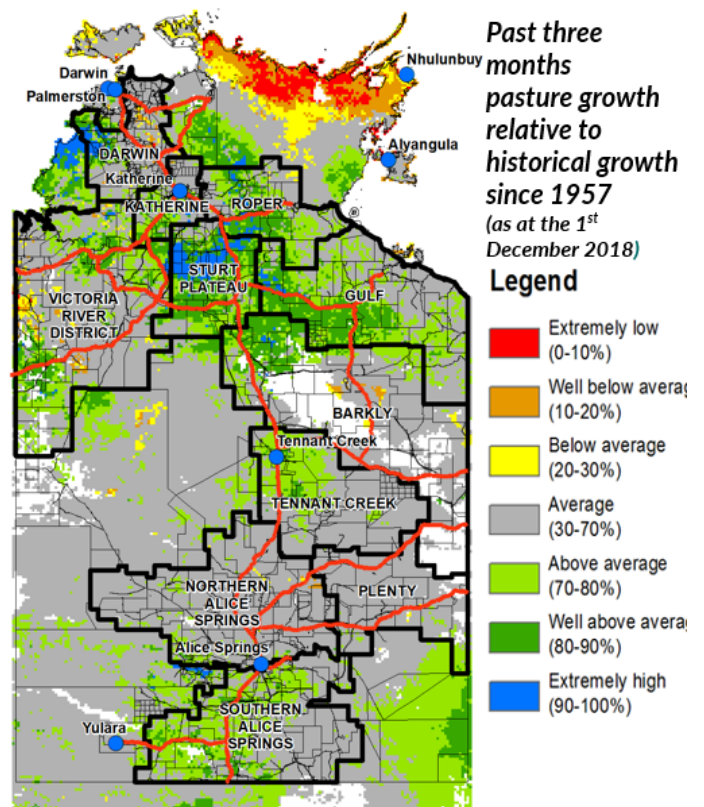 Past three
months
pasture growth
relative to
historical growth
since 1957
(as at the 1st
December 2018)
Legend
Extremely low
(0-10%)
Well below averag
(10-20%)
Below average
(20-30%)
Average
(30-70%)
Above average
(70-80%)
Well above averag
(80-90%)
Extremely high
(90-100%)
Darwin
Palmerston
Nhulunbuy
DARWIN
Alyangula
Katherine
KATHERINE
ROPER
STURT
PLATEAU
VICTORIA
RIVER
DISTRICT
GULF
BARKLY
Tennant Creek
TENNANT CREEK
NORTHERN
ALICE
SPRINGS
PLENTY
Alice Springs
SOUTHERN
ALICE
SPRINGS
Yulara